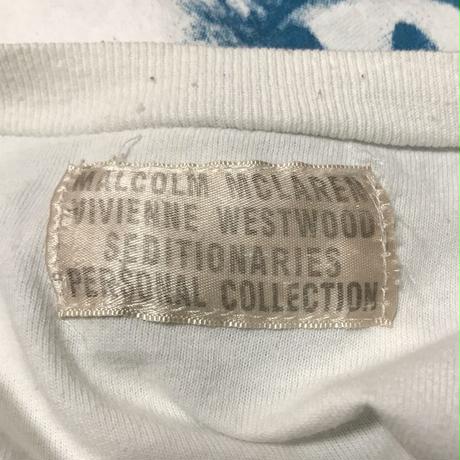 MALCOLM MCLAREN
VIVIENNE WESTWOOD
SEDITIONARIES
PERSONAL COLLECTION